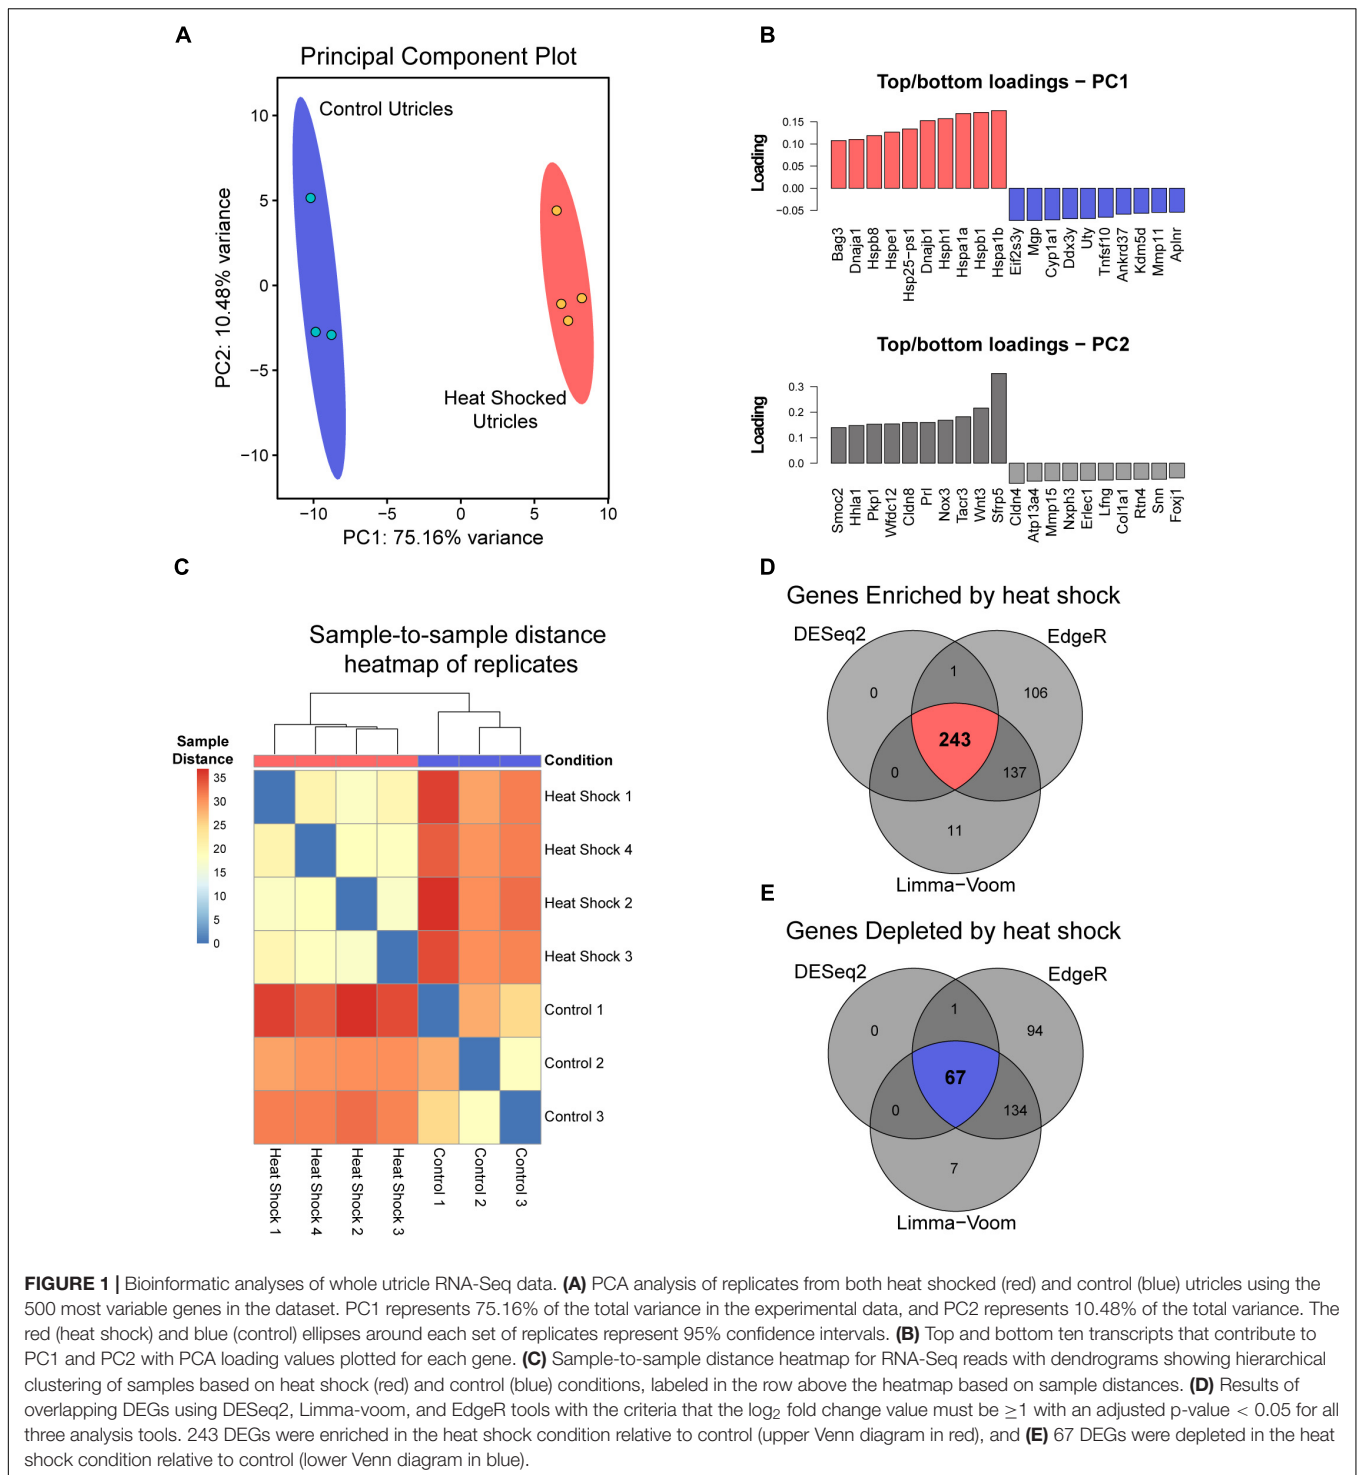 A
Principal Component Plot
Control Utricles
Heat Shocked
Utricles
10
5
0
−5
−10
PC2: 10.48% variance
−10
−5
0
5
10
PC1: 75.16% variance
B
Top/bottom loadings − PC1
Loading
0.15
0.10
0.05
0.00
−0.05
Bag3
Dnaja1
Hspb8
Hspe1
Hsp25−ps1
Dnajb1
Hsph1
Hspa1a
Hspb1
Hspa1b
Eif2s3y
Mgp
Cyp1a1
Ddx3y
Uty
Tnfsf10
Ankrd37
Kdm5d
Mmp11
Aplnr
Top/bottom loadings − PC2
Loading
0.3
0.2
0.1
0.0
Smoc2
Hhla1
Pkp1
Wfdc12
Cldn8
Prl
Nox3
Tacr3
Wnt3
Sfrp5
Cldn4
Atp13a4
Mmp15
Nxph3
Erlec1
Lfng
Col1a1
Rtn4
Snn
Foxj1
C
Sample-to-sample distance
heatmap of replicates
Sample
Distance
35
30
25
20
15
10
5
0
Condition
Heat Shock 1
Heat Shock 4
Heat Shock 2
Heat Shock 3
Control 1
Control 2
Control 3
Heat Shock 1
Heat Shock 4
Heat Shock 2
Heat Shock 3
Control 1
Control 2
Control 3
D
Genes Enriched by heat shock
DESeq2
EdgeR
1
0
106
243
0
137
11
Limma−Voom
E
Genes Depleted by heat shock
DESeq2
EdgeR
1
0
94
67
0
134
7
Limma−Voom
FIGURE 1 | Bioinformatic analyses of whole utricle RNA-Seq data. (A) PCA analysis of replicates from both heat shocked (red) and control (blue) utricles using the
500 most variable genes in the dataset. PC1 represents 75.16% of the total variance in the experimental data, and PC2 represents 10.48% of the total variance. The
red (heat shock) and blue (control) ellipses around each set of replicates represent 95% confidence intervals. (B) Top and bottom ten transcripts that contribute to
PC1 and PC2 with PCA loading values plotted for each gene. (C) Sample-to-sample distance heatmap for RNA-Seq reads with dendrograms showing hierarchical
clustering of samples based on heat shock (red) and control (blue) conditions, labeled in the row above the heatmap based on sample distances. (D) Results of
overlapping DEGs using DESeq2, Limma-voom, and EdgeR tools with the criteria that the log2 fold change value must be ≥1 with an adjusted p-value < 0.05 for all
three analysis tools. 243 DEGs were enriched in the heat shock condition relative to control (upper Venn diagram in red), and (E) 67 DEGs were depleted in the heat
shock condition relative to control (lower Venn diagram in blue).